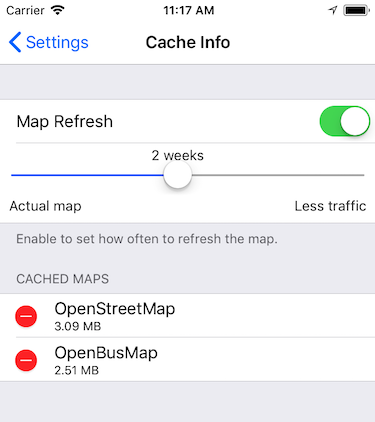 Carrier 11:17 AM
Settings Cache Info
Map Refresh
2 weeks
Actual map Less traffic
Enable to set how often to refresh the map.
CACHED MAPS
OpenStreetMap
3.09 MB
OpenBusMap
2.51 MB